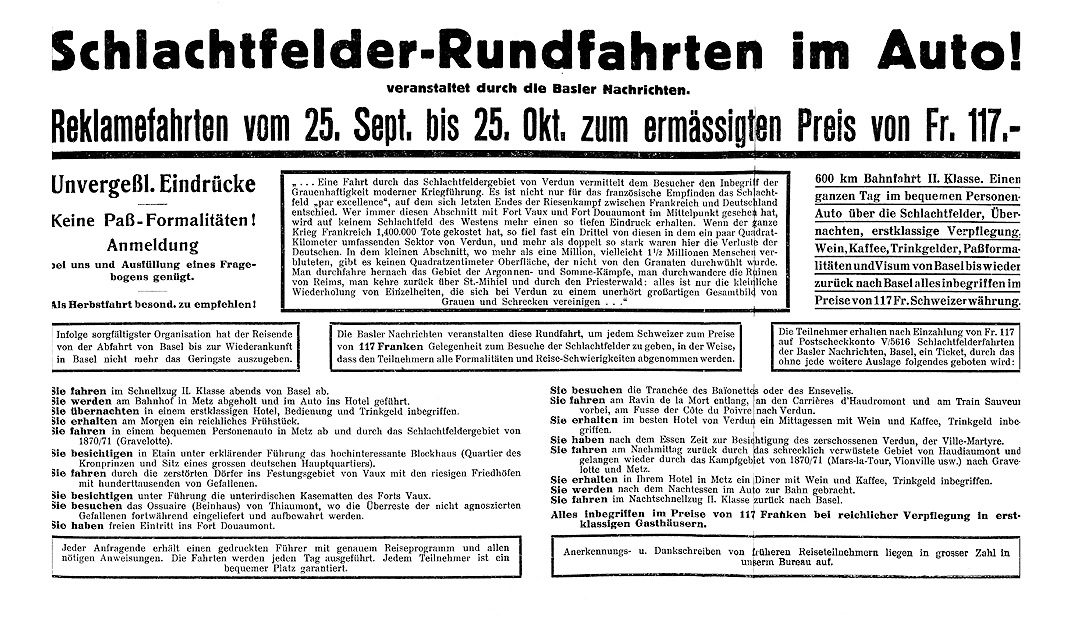 Schlachtfelder-Rundfahrten im Auto!
veranstaltet durch die Basler Nachrichten.
Reklamefahrten vom 25. Sept. bis 25. Okt. zum ermässigten Preis von Fr. 117.-
Unvergeßl. Eindrücke
Keine Paß-Formalitäten!
Anmeldung
bei uns und Ausfüllung eines Frage-
bogens genügt.
Als Herbstfahrt besond. zu empfehlen!
„... Eine Fahrt durch das Schlachtfeldergebiet von Verdun vermittelt dem Besucher den Inbegriff der
Grauenhaftigkeit moderner Kriegführung. Es ist nicht nur für das französische Empfinden das Schlacht-
feld „par excellence“, auf dem sich letzten Endes der Riesenkampf zwischen Frankreich und Deutschland
entschied. Wer immer diesen Abschnitt mit Fort Vaux und Fort Douaumont im Mittelpunkt gesehen hat,
wird auf keinem Schlachtfeld des Westens mehr einen so tiefen Eindruck erhalten. Wenn der ganze
Krieg Frankreich 1,400.000 Tote gekostet hat, so fiel fast ein Drittel von diesen in dem ein paar Quadrat-
Kilometer umfassenden Sektor von Verdun, und mehr als doppelt so stark waren hier die Verluste der
Deutschen. In dem kleinen Abschnitt, wo mehr als eine Million, vielleicht 1½ Millionen Menschen ver-
bluteten, gibt es keinen Quadratzentimeter Oberfläche, der nicht von den Granaten durchwühlt wurde.
Man durchfahre hernach das Gebiet der Argonnen- und Somme-Kämpfe, man durchwandere die Ruinen
von Reims, man kehre zurück über St.-Mihiel und durch den Priesterwald: alles ist nur die kleinliche
Wiederholung von Einzelheiten, die sich bei Verdun zu einem unerhört großartigen Gesamtbild von
Grauen und Schrecken vereinigen ...“
600 km Bahnfahrt II. Klasse. Einen
ganzen Tag im bequemen Personen-
Auto über die Schlachtfelder, Über-
nachten, erstklassige Verpflegung,
Wein, Kaffee, Trinkgelder, Paßforma-
litäten und Visum von Basel bis wieder
zurück nach Basel alles inbegriffen im
Preise von 117 Fr. Schweizerwährung.
Infolge sorgfältigster Organisation hat der Reisende
von der Abfahrt von Basel bis zur Wiederankunft
in Basel nicht mehr das Geringste auszugeben.
Die Basler Nachrichten veranstalten diese Rundfahrt, um jedem Schweizer zum Preise
von 117 Franken Gelegenheit zum Besuche der Schlachtfelder zu geben, in der Weise,
dass den Teilnehmern alle Formalitäten und Reise-Schwierigkeiten abgenommen werden.
Die Teilnehmer erhalten nach Einzahlung von Fr. 117
auf Postscheckkonto V/5616 Schlachtfelderfahrten
der Basler Nachrichten, Basel, ein Ticket, durch das
ohne jede weitere Auslage folgendes geboten wird:
Sie fahren im Schnellzug II. Klasse abends von Basel ab.
Sie werden am Bahnhof in Metz abgeholt und im Auto ins Hotel geführt.
Sie übernachten in einem erstklassigen Hotel, Bedienung und Trinkgeld inbegriffen.
Sie erhalten am Morgen ein reichliches Frühstück.
Sie fahren in einem bequemen Personenauto in Metz ab und durch das Schlachtfeldergebiet von
1870/71 (Gravelotte).
Sie besichtigen in Etain unter erklärender Führung das hochinteressante Blockhaus (Quartier des
Kronprinzen und Sitz eines grossen deutschen Hauptquartiers).
Sie fahren durch die zerstörten Dörfer ins Festungsgebiet von Vaux mit den riesigen Friedhöfen
mit hunderttausenden von Gefallenen.
Sie besichtigen unter Führung die unterirdischen Kasematten des Forts Vaux.
Sie besuchen das Ossuaire (Beinhaus) von Thiaumont, wo die Überreste der nicht agnoszierten
Gefallenen fortwährend eingeliefert und aufbewahrt werden.
Sie haben freien Eintritt ins Fort Douaumont.
Sie besuchen die Tranchée des Baïonettes oder des Ensevelis.
Sie fahren am Ravin de la Mort entlang, an den Carrières d'Haudromont und am Train Sauveur
vorbei, am Fusse der Côte du Poivre nach Verdun.
Sie erhalten im besten Hotel von Verdun ein Mittagessen mit Wein und Kaffee, Trinkgeld inbe-
griffen.
Sie haben nach dem Essen Zeit zur Besichtigung des zerschossenen Verdun, der Ville-Martyre.
Sie fahren am Nachmittag zurück durch das schrecklich verwüstete Gebiet von Haudiaumont und
gelangen wieder durch das Kampfgebiet von 1870/71 (Mars-la-Tour, Vionville usw.) nach Grave-
lotte und Metz.
Sie erhalten in Ihrem Hotel in Metz ein Diner mit Wein und Kaffee, Trinkgeld inbegriffen.
Sie werden nach dem Nachtessen im Auto zur Bahn gebracht.
Sie fahren im Nachtschnellzug II. Klasse zurück nach Basel.
Alles inbegriffen im Preise von 117 Franken bei reichlicher Verpflegung in erst-
klassigen Gasthäusern.
Jeder Anfragende erhält einen gedruckten Führer mit genauem Reiseprogramm und allen
nötigen Anweisungen. Die Fahrten werden jeden Tag ausgeführt. Jedem Teilnehmer ist ein
bequemer Platz garantiert.
Anerkennungs- u. Dankschreiben von früheren Reiseteilnehmern liegen in grosser Zahl in
unserm Bureau auf.